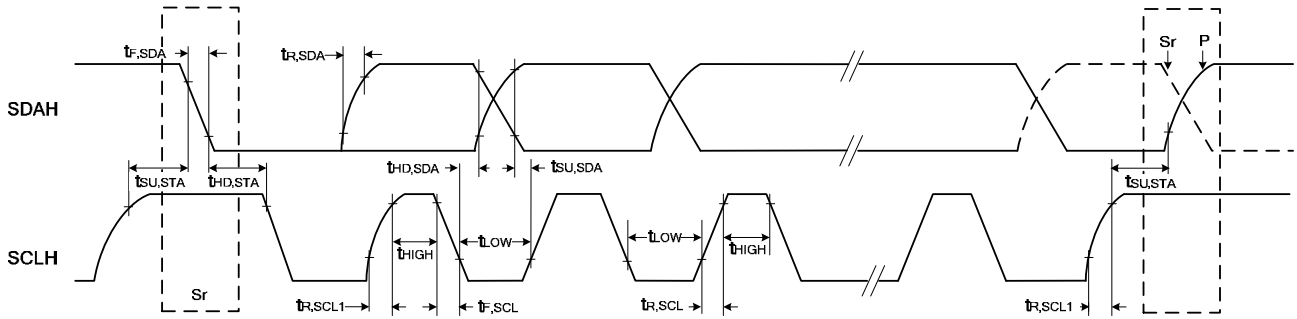 Sr P
tF,SDA tR,SDA
SDAH
tHD,SDA tSU,SDA
tSU,STA tHD,STA tSU,STA
SCLH
tHIGH tLOW tLOW tHIGH
Sr tR,SCL1 tF,SCL tR,SCL tR,SCL1